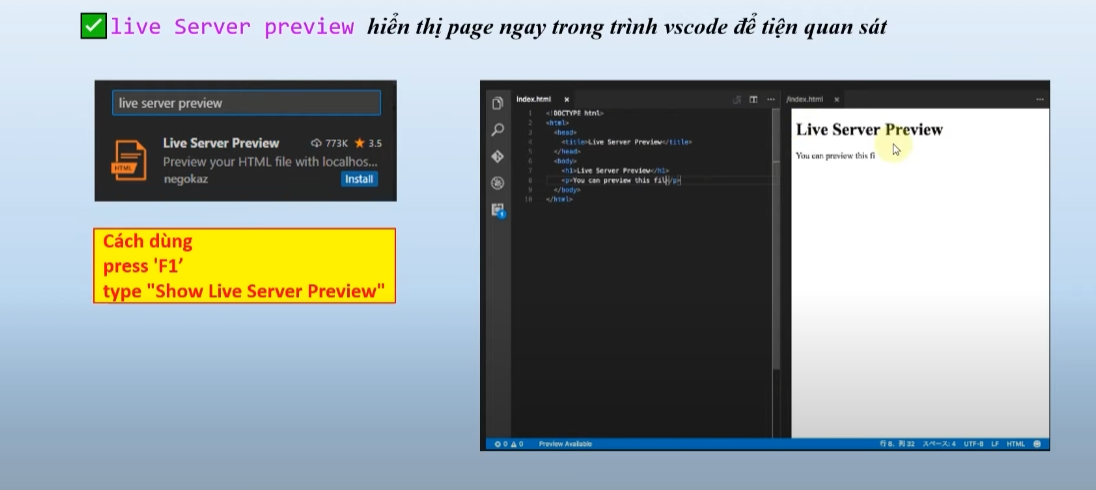 live Server preview hiển thị page ngay trong trình vscode để tiện quan sát
live server preview
Live Server Preview 773K 3.5
Preview your HTML file with localhos...
negokaz Install
HTML
Cách dùng
press 'F1'
type "Show Live Server Preview"
index.html x
1 <!DOCTYPE html>
2 <html>
3 <head>
4 <title>Live Server Preview</title>
5 </head>
6 <body>
7 <h1>Live Server Preview</h1>
8 <p>You can preview this fil</p>
9 </body>
10 </html>
/index.html x
Live Server Preview
You can preview this fi
1
0 0 Preview Available
行 8、列 32 スペース: 4 UTF-8 LF HTML